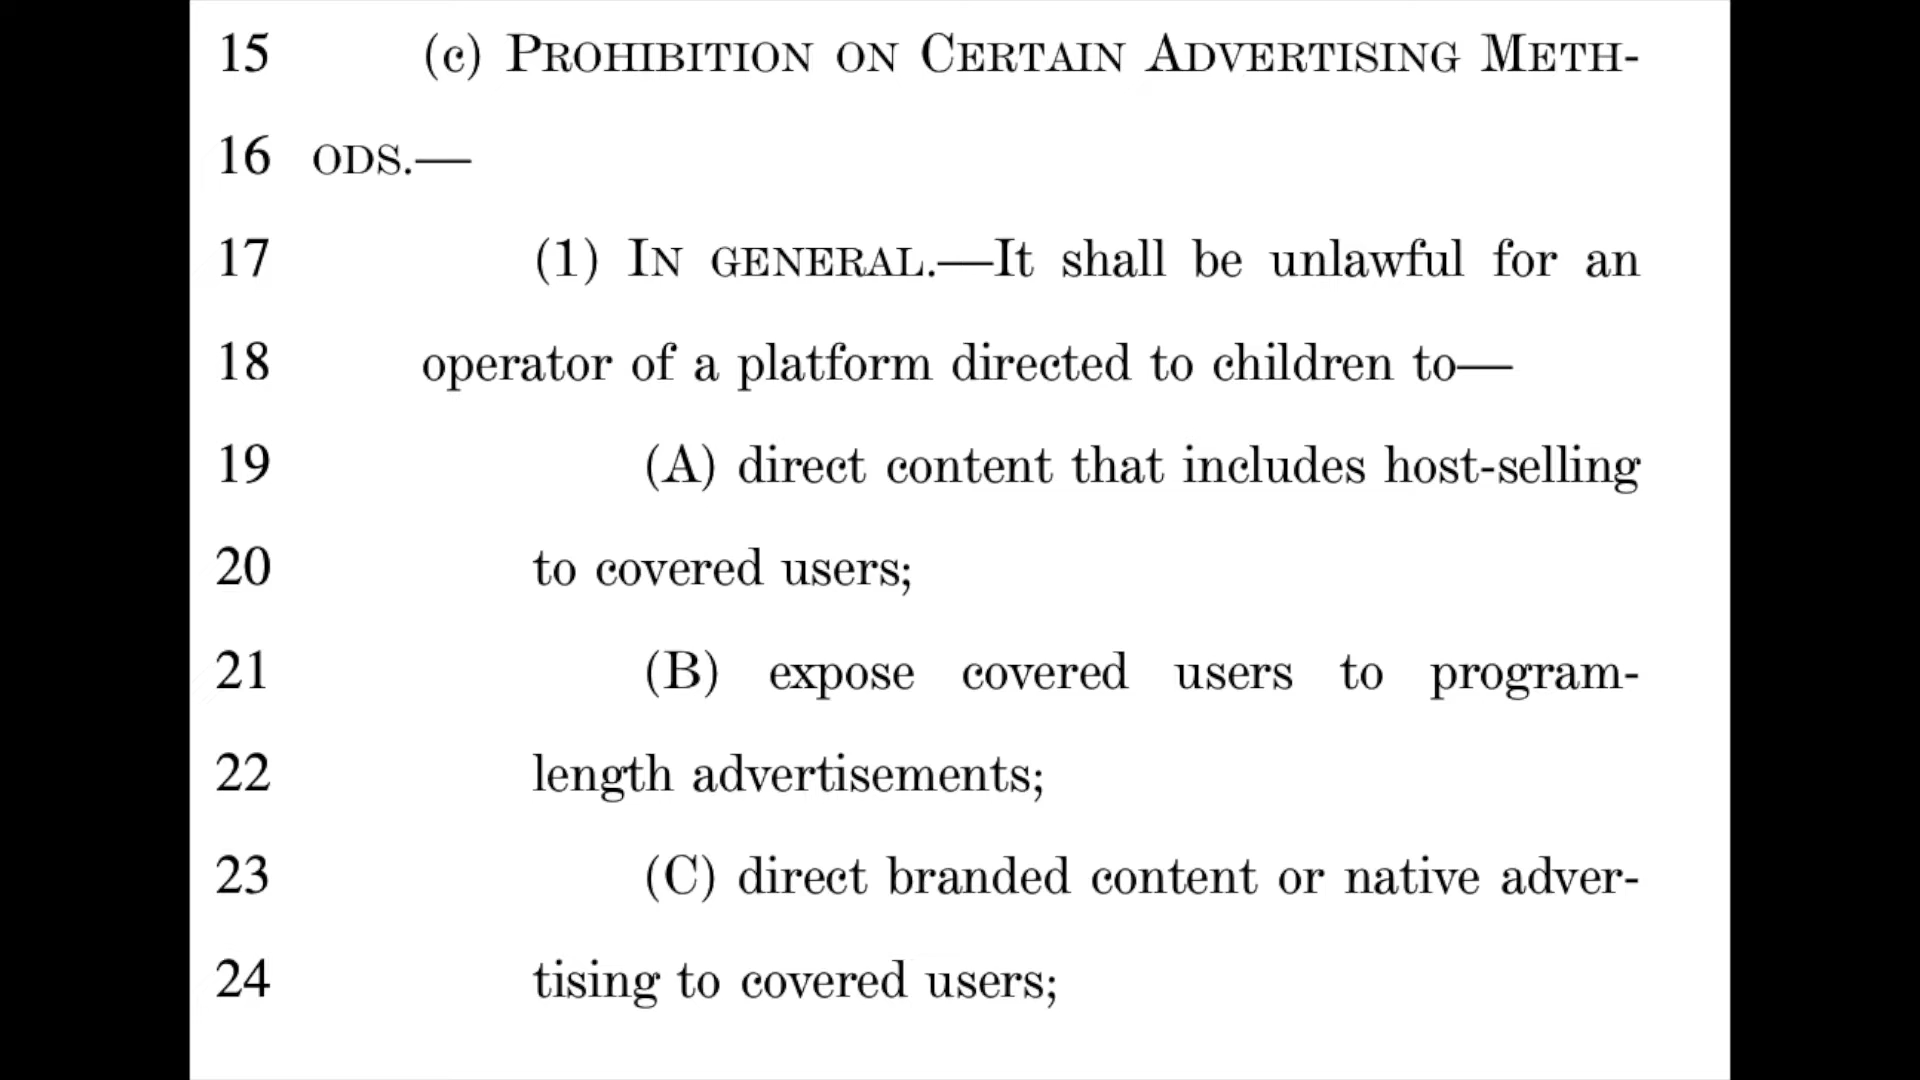 15 (c) PROHIBITION ON CERTAIN ADVERTISING METH-
16 ODS.—
17 (1) IN GENERAL.—It shall be unlawful for an
18 operator of a platform directed to children to—
19 (A) direct content that includes host-selling
20 to covered users;
21 (B) expose covered users to program-
22 length advertisements;
23 (C) direct branded content or native adver-
24 tising to covered users;